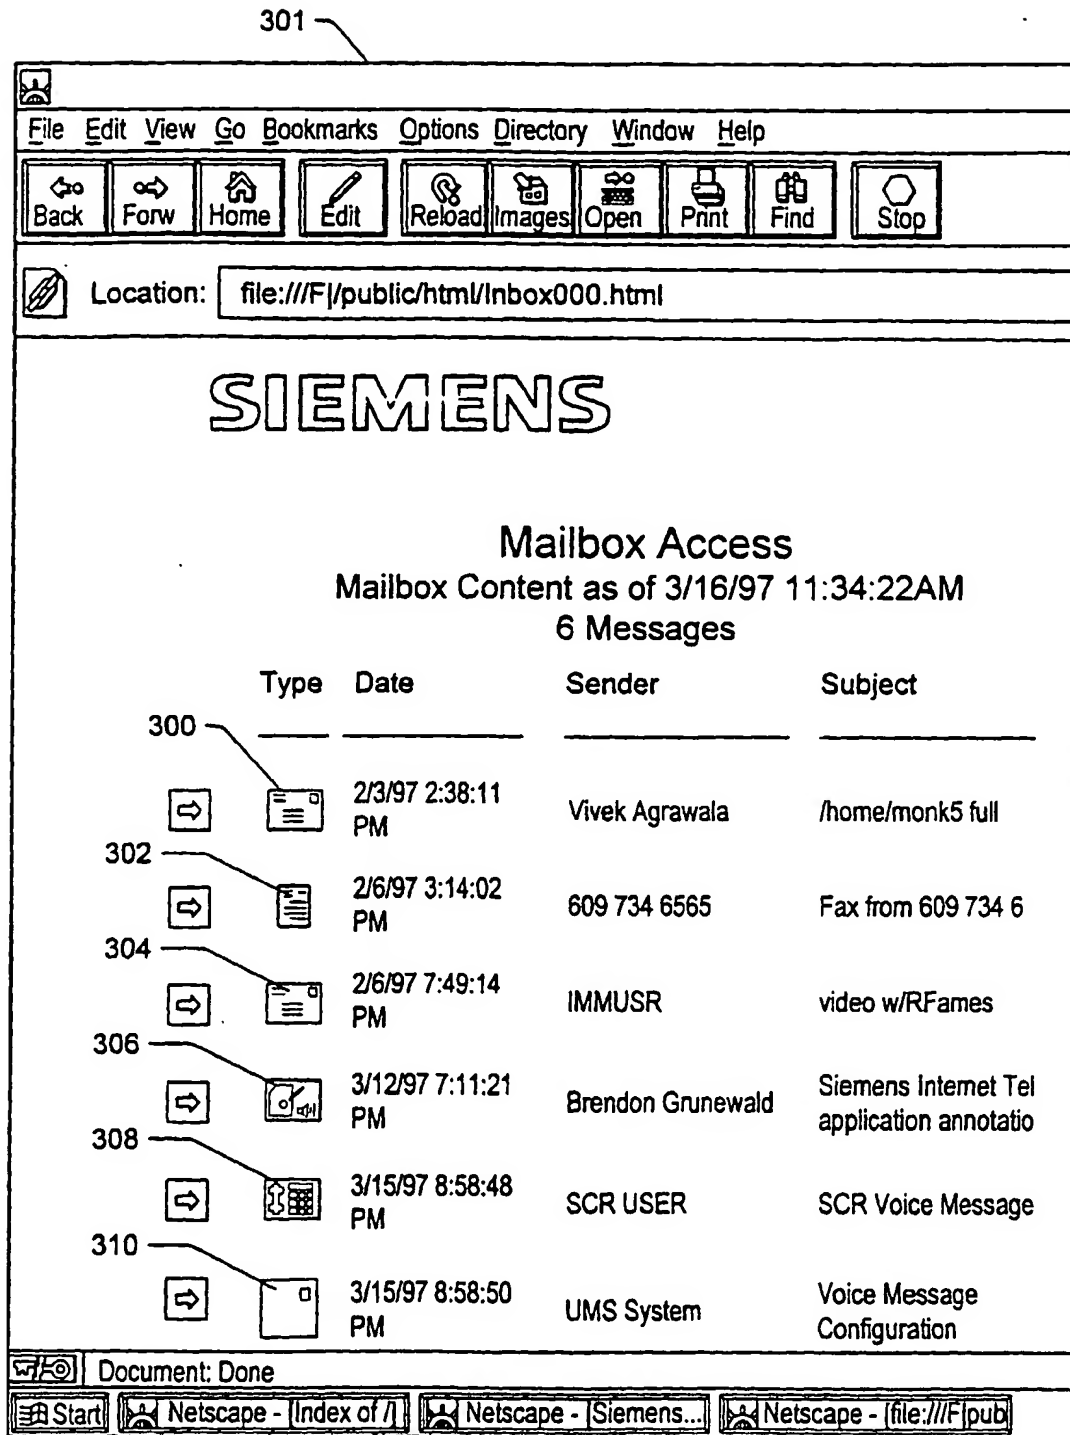 301
File Edit View Go Bookmarks Options Directory Window Help
Back Forw Home Edit Reload Images Open Print Find Stop
Location: file:///F|/public/html/Inbox000.html
SIEMENS
Mailbox Access
Mailbox Content as of 3/16/97 11:34:22AM
6 Messages
Type Date Sender Subject
300
2/3/97 2:38:11 PM Vivek Agrawala /home/monk5 full
302
2/6/97 3:14:02 PM 609 734 6565 Fax from 609 734 6
304
2/6/97 7:49:14 PM IMMUSR video w/RFames
306
3/12/97 7:11:21 PM Brendon Grunewald Siemens Internet Tel application annotatio
308
3/15/97 8:58:48 PM SCR USER SCR Voice Message
310
3/15/97 8:58:50 PM UMS System Voice Message Configuration
Document: Done
Start Netscape - [Index of /] Netscape - [Siemens... Netscape - [file:///F|pub